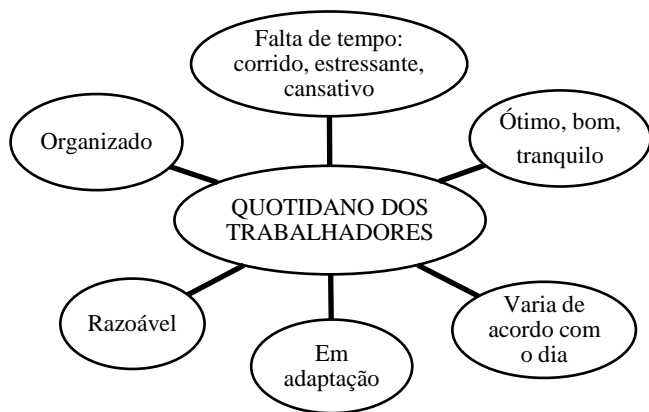 Falta de tempo:
corrido, estressante,
cansativo
Organizado
Ótimo, bom,
tranquilo
QUOTIDANO DOS
TRABALHADORES
Razoável
Em
adaptação
Varia de
acordo com
o dia